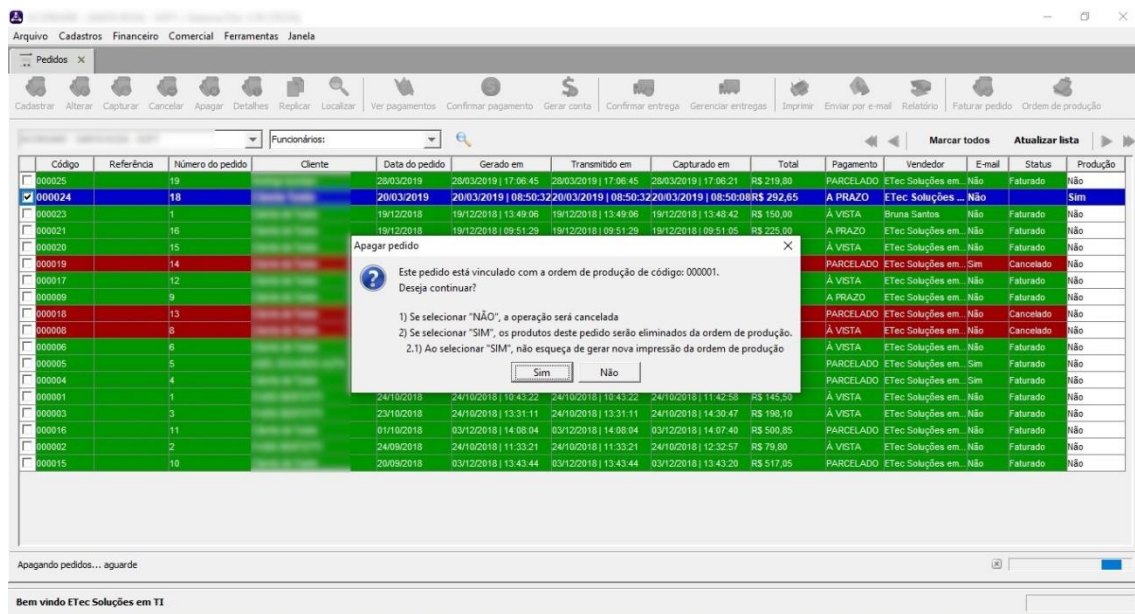 Arquivo Cadastros Financeiro Comercial Ferramentas Janela
Pedidos
Cadastrar Alterar Capturar Cancelar Apagar Detalhes Replicar Localizar Ver pagamentos Confirmar pagamento Gerar conta Confirmar entrega Gerenciar entregas Imprimir Enviar por e-mail Relatório Faturar pedido Ordem de produção
Funcionários: Marcar todos Atualizar lista
Código Referência Número do pedido Cliente Data do pedido Gerado em Transmitido em Capturado em Total Pagamento Vendedor E-mail Status Produção
000025 19 28/03/2019 28/03/2019 | 17:06:45 28/03/2019 | 17:06:45 28/03/2019 | 17:06:21 R$ 219,80 PARCELADO ETec Soluções em... Não Faturado Não
000024 18 20/03/2019 20/03/2019 | 08:50:32 20/03/2019 | 08:50:32 20/03/2019 | 08:50:08 R$ 292,65 A PRAZO ETec Soluções ... Não Sim
000023 1 19/12/2018 19/12/2018 | 13:49:06 19/12/2018 | 13:49:06 19/12/2018 | 13:48:42 R$ 150,00 À VISTA Bruna Santos Não Faturado Não
000021 16 19/12/2018 19/12/2018 | 09:51:29 19/12/2018 | 09:51:29 19/12/2018 | 09:51:05 R$ 225,00 A PRAZO ETec Soluções em... Não Faturado Não
000020 15 À VISTA ETec Soluções em... Não Faturado Não
000019 14 PARCELADO ETec Soluções em... Sim Cancelado Não
000017 12 À VISTA ETec Soluções em... Não Faturado Não
000009 9 A PRAZO ETec Soluções em... Não Faturado Não
000018 13 PARCELADO ETec Soluções em... Não Cancelado Não
000008 8 À VISTA ETec Soluções em... Não Cancelado Não
000006 6 À VISTA ETec Soluções em... Não Faturado Não
000005 5 PARCELADO ETec Soluções em... Sim Faturado Não
000004 4 PARCELADO ETec Soluções em... Sim Faturado Não
000001 1 24/10/2018 24/10/2018 | 10:43:22 24/10/2018 | 10:43:22 24/10/2018 | 11:42:58 R$ 145,50 À VISTA ETec Soluções em... Não Faturado Não
000003 3 23/10/2018 24/10/2018 | 13:31:11 24/10/2018 | 13:31:11 24/10/2018 | 14:30:47 R$ 198,10 À VISTA ETec Soluções em... Não Faturado Não
000016 11 01/10/2018 03/12/2018 | 14:08:04 03/12/2018 | 14:08:04 03/12/2018 | 14:07:40 R$ 500,85 PARCELADO ETec Soluções em... Não Faturado Não
000002 2 24/09/2018 24/10/2018 | 11:33:21 24/10/2018 | 11:33:21 24/10/2018 | 12:32:57 R$ 79,80 À VISTA ETec Soluções em... Não Faturado Não
000015 10 20/09/2018 03/12/2018 | 13:43:44 03/12/2018 | 13:43:44 03/12/2018 | 13:43:20 R$ 517,05 PARCELADO ETec Soluções em... Não Faturado Não
Apagar pedido
Este pedido está vinculado com a ordem de produção de código: 000001.
Deseja continuar?
1) Se selecionar "NÃO", a operação será cancelada
2) Se selecionar "SIM", os produtos deste pedido serão eliminados da ordem de produção.
2.1) Ao selecionar "SIM", não esqueça de gerar nova impressão da ordem de produção
Sim Não
Apagando pedidos... aguarde
Bem vindo ETec Soluções em TI